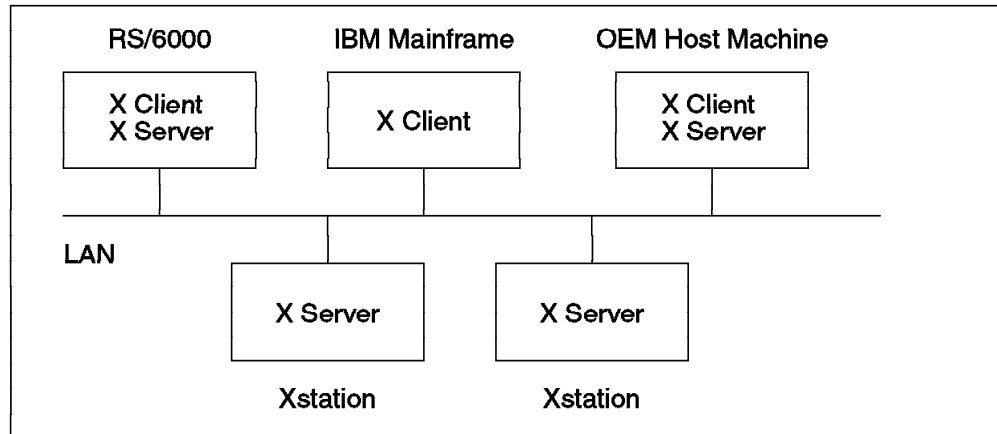 RS/6000
IBM Mainframe
OEM Host Machine
X Client
X Server
X Client
X Client
X Server
LAN
X Server
X Server
Xstation
Xstation